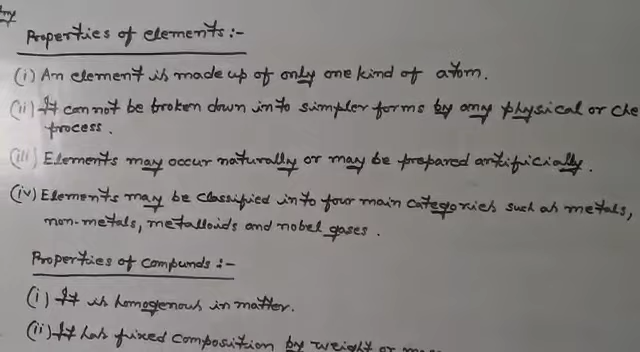 Properties of elements :-
(i) An element is made up of only one kind of atom.
(ii) It can not be broken down into simpler forms by any physical or che
process.
(iii) Elements may occur naturally or may be prepared artificially.
(iv) Elements may be classified into four main categories such as metals,
non-metals, metalloids and nobel gases.
Properties of compunds :-
(i) It is homogenous in matter.
(ii) It has fixed composition by weight or